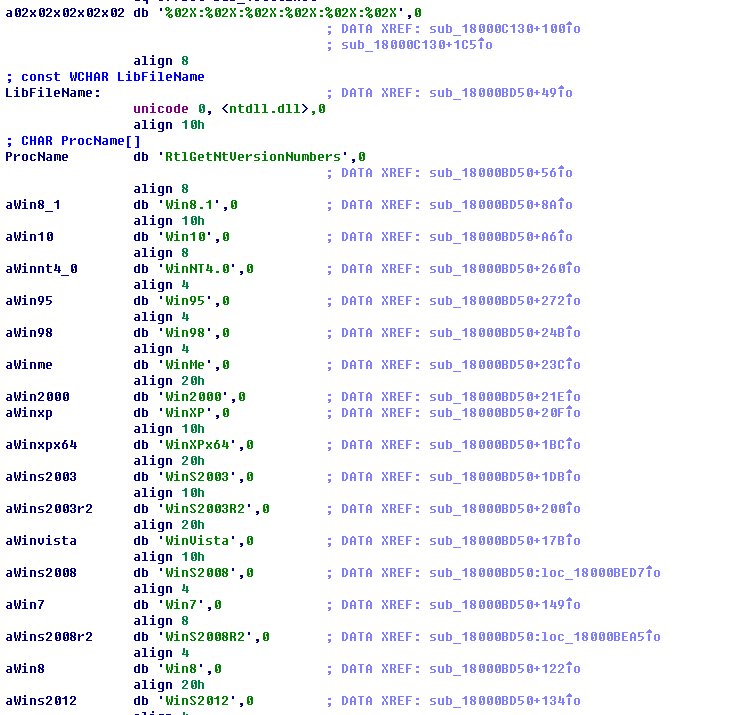 a02x02x02x02x02 db '%02X:%02X:%02X:%02X:%02X:%02X',0
; DATA XREF: sub_18000C130+100↑o
; sub_18000C130+1C5↑o
align 8
; const WCHAR LibFileName
LibFileName: ; DATA XREF: sub_18000BD50+49↑o
unicode 0, <ntdll.dll>,0
align 10h
; CHAR ProcName[]
ProcName db 'RtlGetNtVersionNumbers',0
; DATA XREF: sub_18000BD50+56↑o
align 8
aWin8_1 db 'Win8.1',0 ; DATA XREF: sub_18000BD50+8A↑o
align 10h
aWin10 db 'Win10',0 ; DATA XREF: sub_18000BD50+A6↑o
align 8
aWinnt4_0 db 'WinNT4.0',0 ; DATA XREF: sub_18000BD50+260↑o
align 4
aWin95 db 'Win95',0 ; DATA XREF: sub_18000BD50+272↑o
align 4
aWin98 db 'Win98',0 ; DATA XREF: sub_18000BD50+24B↑o
align 4
aWinme db 'WinMe',0 ; DATA XREF: sub_18000BD50+23C↑o
align 20h
aWin2000 db 'Win2000',0 ; DATA XREF: sub_18000BD50+21E↑o
aWinxp db 'WinXP',0 ; DATA XREF: sub_18000BD50+20F↑o
align 10h
aWinxpx64 db 'WinXPx64',0 ; DATA XREF: sub_18000BD50+1BC↑o
align 20h
aWins2003 db 'WinS2003',0 ; DATA XREF: sub_18000BD50+1DB↑o
align 10h
aWins2003r2 db 'WinS2003R2',0 ; DATA XREF: sub_18000BD50+200↑o
align 20h
aWinvista db 'WinVista',0 ; DATA XREF: sub_18000BD50+17B↑o
align 10h
aWins2008 db 'WinS2008',0 ; DATA XREF: sub_18000BD50:loc_18000BED7↑o
align 4
aWin7 db 'Win7',0 ; DATA XREF: sub_18000BD50+149↑o
align 8
aWins2008r2 db 'WinS2008R2',0 ; DATA XREF: sub_18000BD50:loc_18000BEA5↑o
align 4
aWin8 db 'Win8',0 ; DATA XREF: sub_18000BD50+122↑o
align 20h
aWins2012 db 'WinS2012',0 ; DATA XREF: sub_18000BD50+134↑o